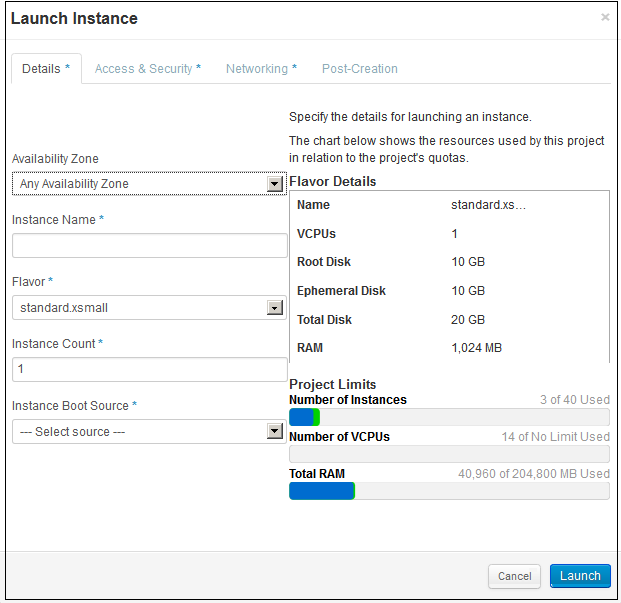 Launch Instance
×
Details *
Access & Security *
Networking *
Post-Creation
Specify the details for launching an instance.
The chart below shows the resources used by this project
in relation to the project's quotas.
Availability Zone
Any Availability Zone
Instance Name *
Flavor *
standard.xsmall
Instance Count *
1
Instance Boot Source *
--- Select source ---
Flavor Details
Name standard.xs...
VCPUs 1
Root Disk 10 GB
Ephemeral Disk 10 GB
Total Disk 20 GB
RAM 1,024 MB
Project Limits
Number of Instances 3 of 40 Used
Number of VCPUs 14 of No Limit Used
Total RAM 40,960 of 204,800 MB Used
Cancel
Launch